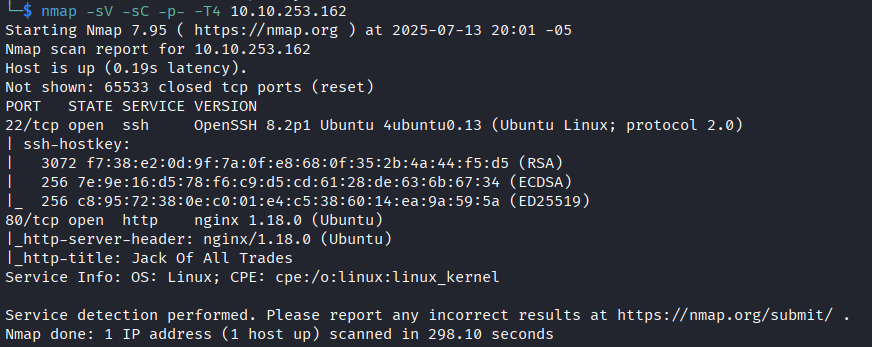 └─$ nmap -sV -sC -p- -T4 10.10.253.162
Starting Nmap 7.95 ( https://nmap.org ) at 2025-07-13 20:01 -05
Nmap scan report for 10.10.253.162
Host is up (0.19s latency).
Not shown: 65533 closed tcp ports (reset)
PORT   STATE SERVICE VERSION
22/tcp open  ssh     OpenSSH 8.2p1 Ubuntu 4ubuntu0.13 (Ubuntu Linux; protocol 2.0)
| ssh-hostkey:
|   3072 f7:38:e2:0d:9f:7a:0f:e8:68:0f:35:2b:4a:44:f5:d5 (RSA)
|   256 7e:9e:16:d5:78:f6:c9:d5:cd:61:28:de:63:6b:67:34 (ECDSA)
|_  256 c8:95:72:38:0e:c0:01:e4:c5:38:60:14:ea:9a:59:5a (ED25519)
80/tcp open  http    nginx 1.18.0 (Ubuntu)
|_http-server-header: nginx/1.18.0 (Ubuntu)
|_http-title: Jack Of All Trades
Service Info: OS: Linux; CPE: cpe:/o:linux:linux_kernel

Service detection performed. Please report any incorrect results at https://nmap.org/submit/ .
Nmap done: 1 IP address (1 host up) scanned in 298.10 seconds